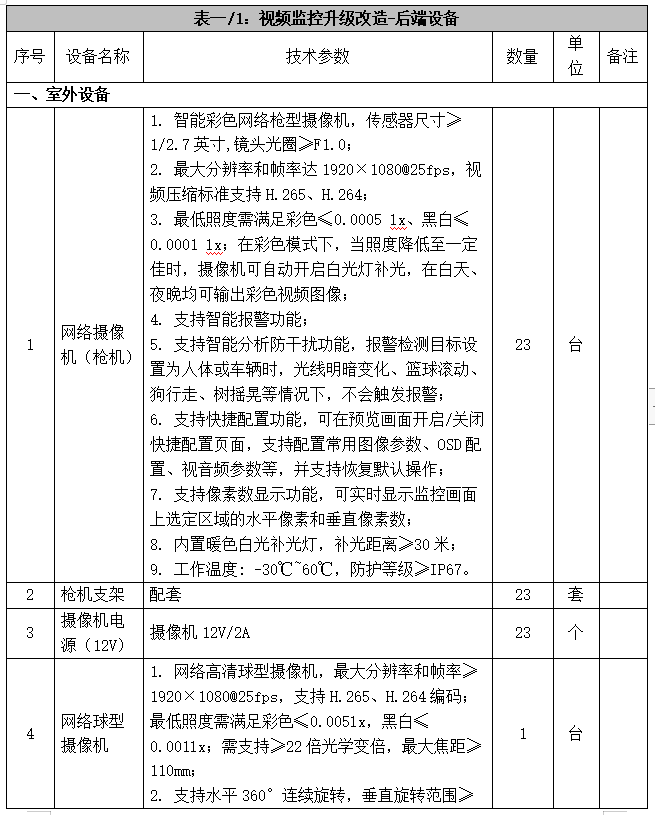 表一/1：视频监控升级改造-后端设备
序号 设备名称 技术参数 数量 单位 备注
一、室外设备
1 网络摄像机（枪机） 23 台
1. 智能彩色网络枪型摄像机，传感器尺寸≥
1/2.7英寸,镜头光圈≥F1.0；
2. 最大分辨率和帧率达1920×1080@25fps，视
频压缩标准支持H.265、H.264；
3. 最低照度需满足彩色≤0.0005 lx、黑白≤
0.0001 lx；在彩色模式下，当照度降低至一定
佳时，摄像机可自动开启白光灯补光，在白天、
夜晚均可输出彩色视频图像；
4. 支持智能报警功能；
5. 支持智能分析防干扰功能，报警检测目标设
置为人体或车辆时，光线明暗变化、篮球滚动、
狗行走、树摇晃等情况下，不会触发报警；
6. 支持快捷配置功能，可在预览画面开启/关闭
快捷配置页面，支持配置常用图像参数、OSD配
置、视音频参数等，并支持恢复默认操作；
7. 支持像素数显示功能，可实时显示监控画面
上选定区域的水平像素和垂直像素数；
8. 内置暖色白光补光灯，补光距离≥30米；
9. 工作温度：-30℃~60℃，防护等级≥IP67。
2 枪机支架 配套 23 套
3 摄像机电源（12V） 摄像机12V/2A 23 个
4 网络球型摄像机 1 台
1. 网络高清球型摄像机，最大分辨率和帧率≥
1920×1080@25fps，支持H.265、H.264编码；
最低照度需满足彩色≤0.005lx，黑白≤
0.001lx；需支持≥22倍光学变倍，最大焦距≥
110mm；
2. 支持水平360°连续旋转，垂直旋转范围≥